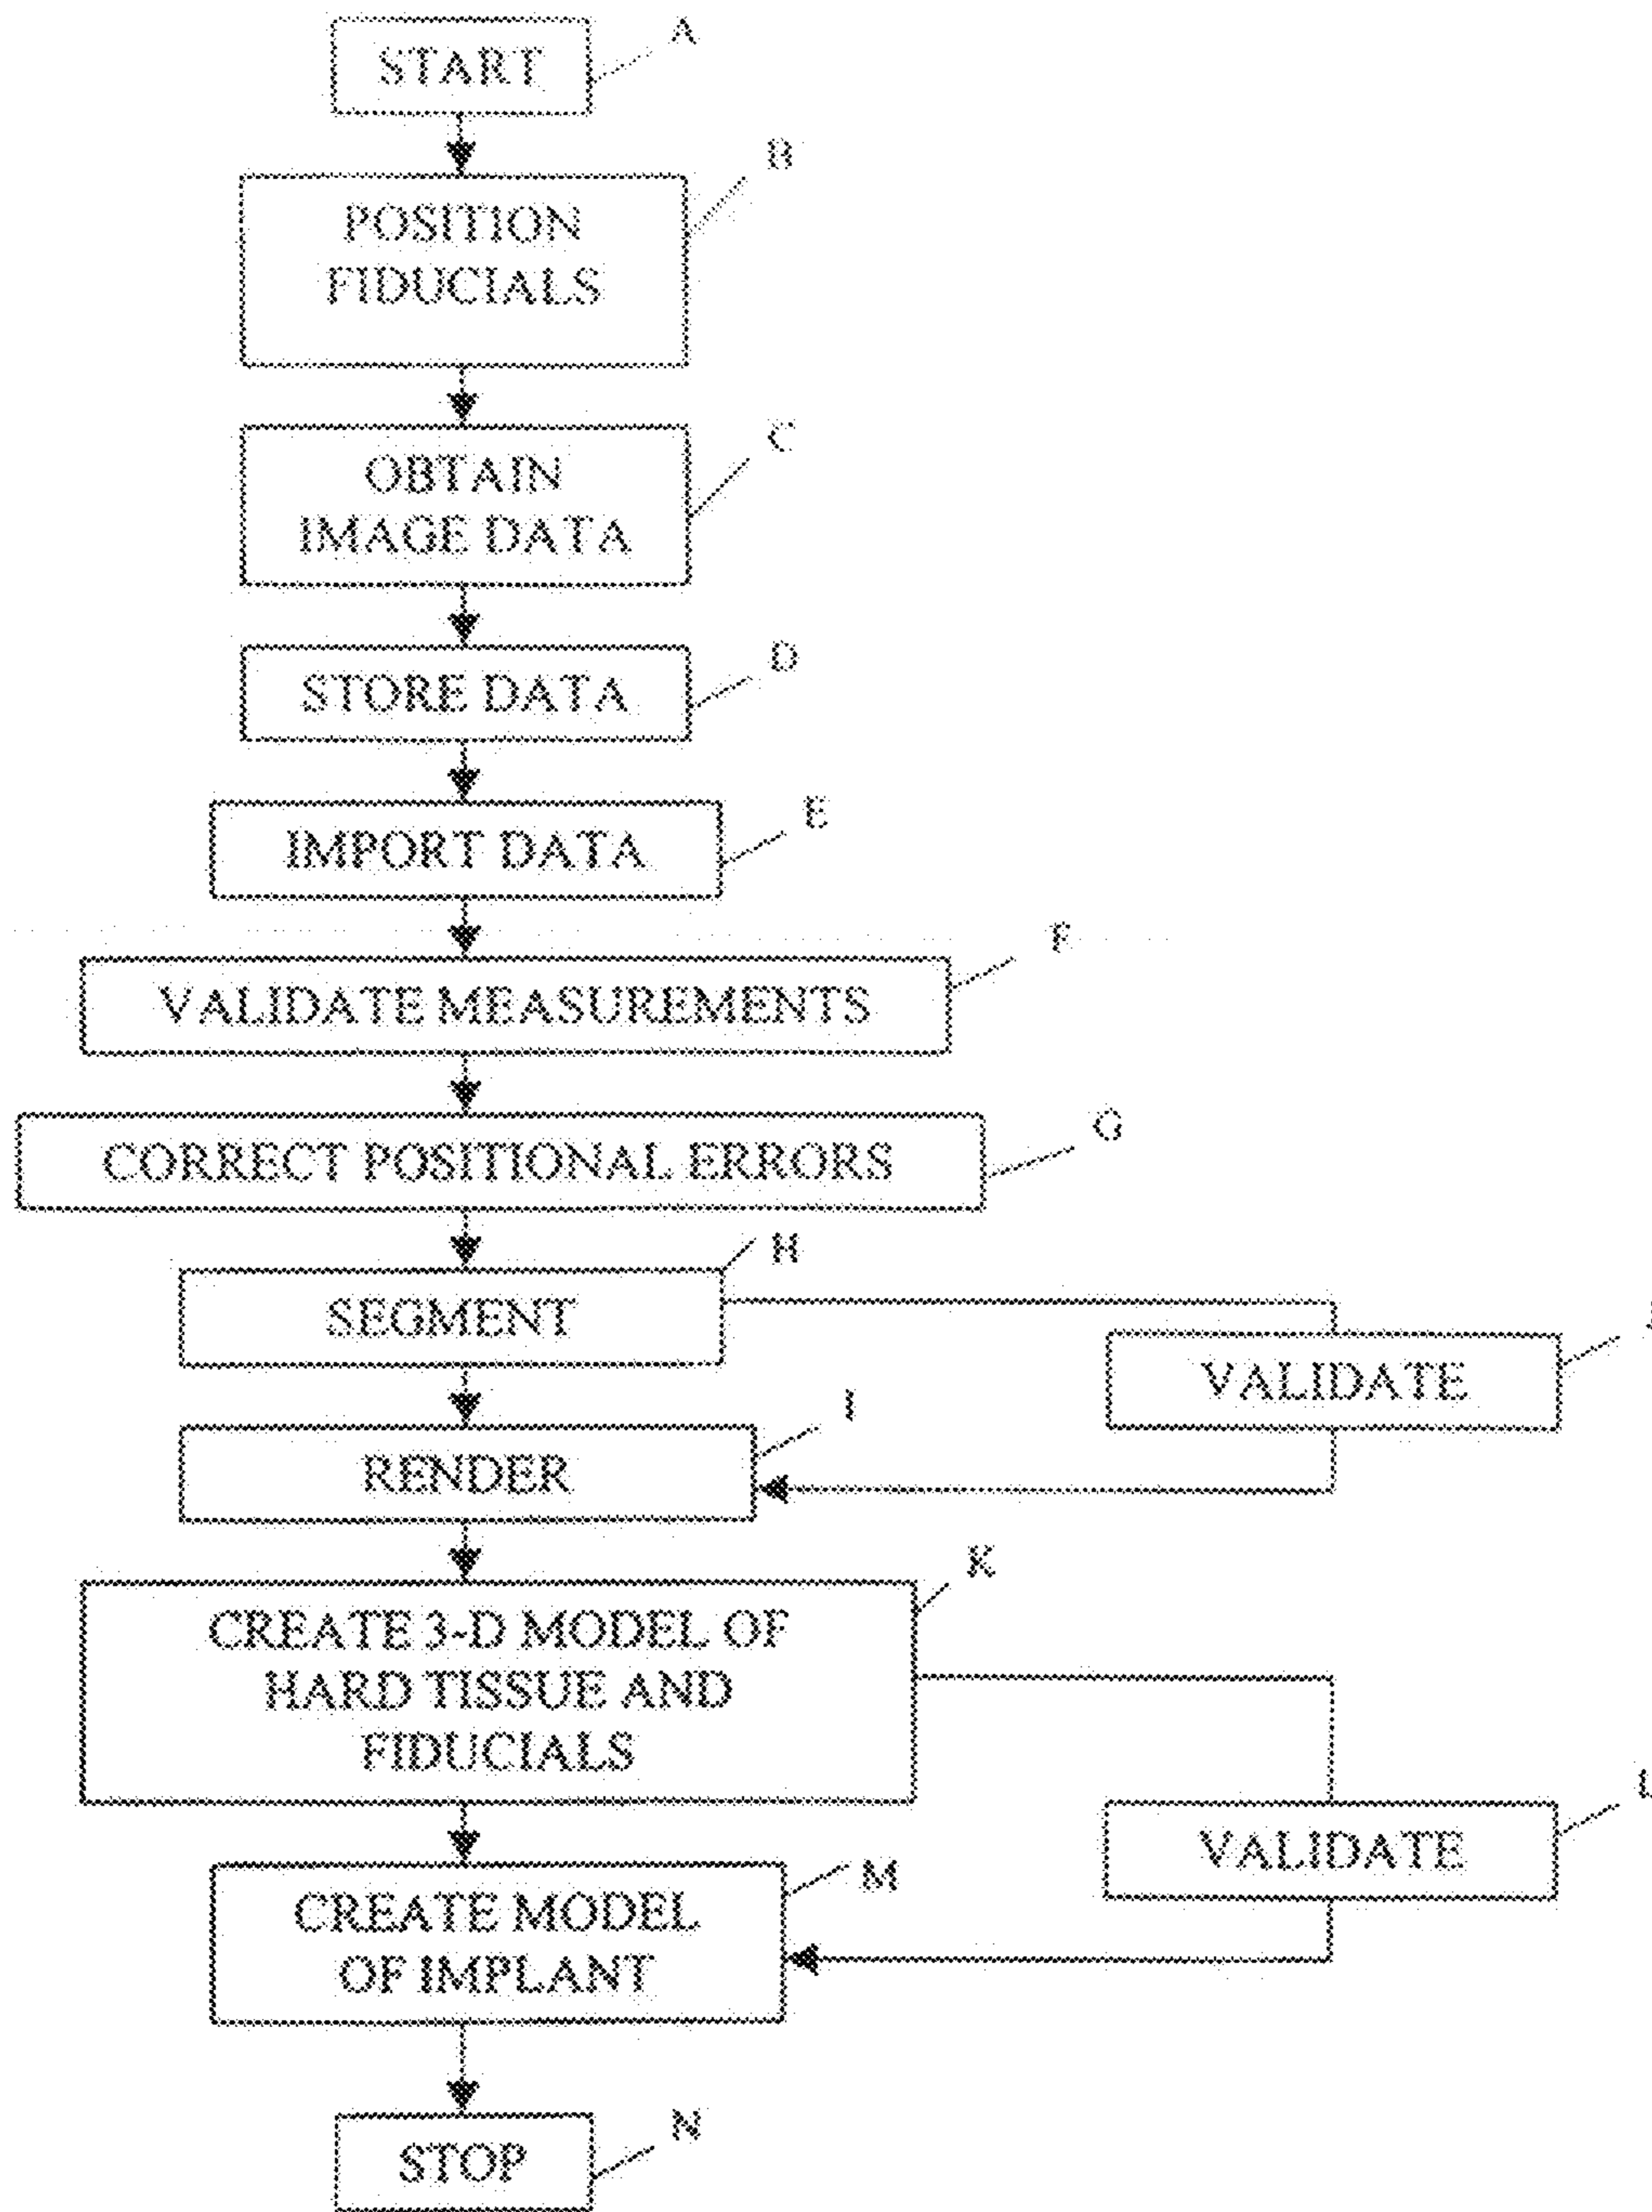 START
A
POSITION
FIDUCIALS
B
OBTAIN
IMAGE DATA
C
STORE DATA
D
IMPORT DATA
E
VALIDATE MEASUREMENTS
F
CORRECT POSITIONAL ERRORS
G
SEGMENT
H
VALIDATE
RENDER
I
CREATE 3-D MODEL OF
HARD TISSUE AND
FIDUCIALS
K
VALIDATE
CREATE MODEL
OF IMPLANT
M
STOP
N